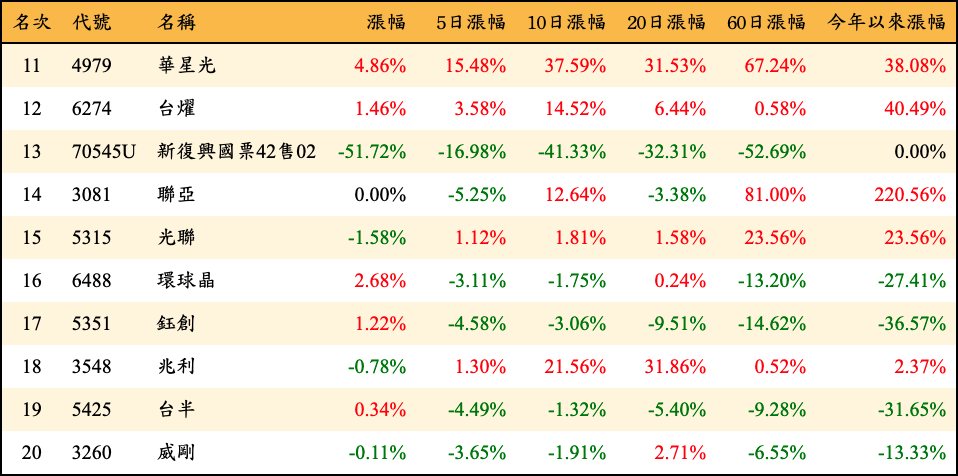 名次 代號 名稱 漲幅 5日漲幅 10日漲幅 20日漲幅 60日漲幅 今年以來漲幅
11 4979 華星光 4.86% 15.48% 37.59% 31.53% 67.24% 38.08%
12 6274 台燿 1.46% 3.58% 14.52% 6.44% 0.58% 40.49%
13 70545U 新復興國票42售02 -51.72% -16.98% -41.33% -32.31% -52.69% 0.00%
14 3081 聯亞 0.00% -5.25% 12.64% -3.38% 81.00% 220.56%
15 5315 光聯 -1.58% 1.12% 1.81% 1.58% 23.56% 23.56%
16 6488 環球晶 2.68% -3.11% -1.75% 0.24% -13.20% -27.41%
17 5351 鈺創 1.22% -4.58% -3.06% -9.51% -14.62% -36.57%
18 3548 兆利 -0.78% 1.30% 21.56% 31.86% 0.52% 2.37%
19 5425 台半 0.34% -4.49% -1.32% -5.40% -9.28% -31.65%
20 3260 威剛 -0.11% -3.65% -1.91% 2.71% -6.55% -13.33%